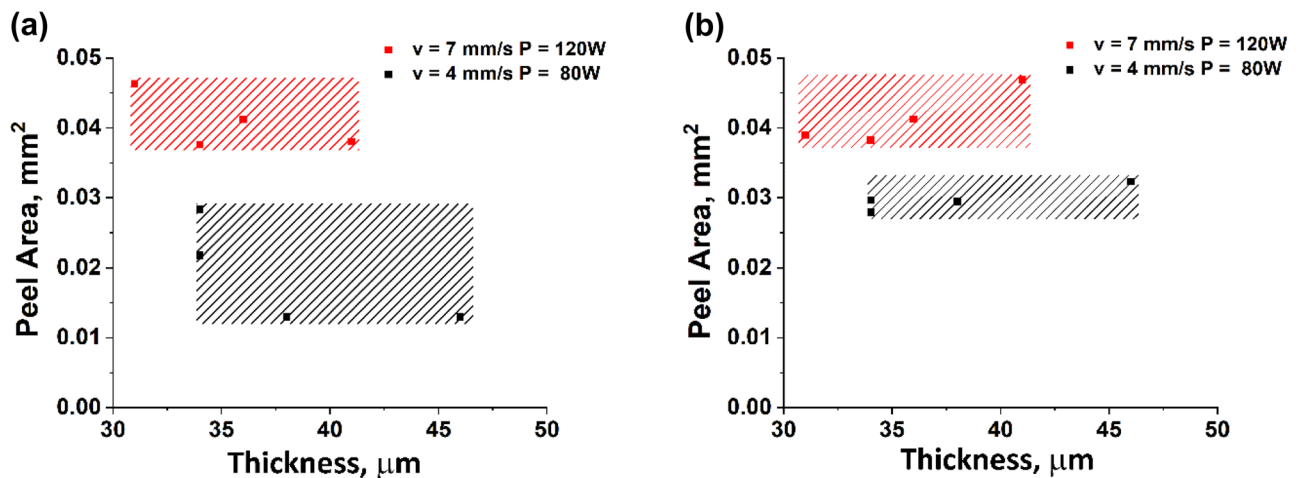 (a)
v = 7 mm/s P = 120W
v = 4 mm/s P = 80W
Peel Area, mm²
0.05
0.04
0.03
0.02
0.01
0.00
30 35 40 45 50
Thickness, μm
(b)
v = 7 mm/s P = 120W
v = 4 mm/s P = 80W
Peel Area, mm²
0.05
0.04
0.03
0.02
0.01
0.00
30 35 40 45 50
Thickness, μm